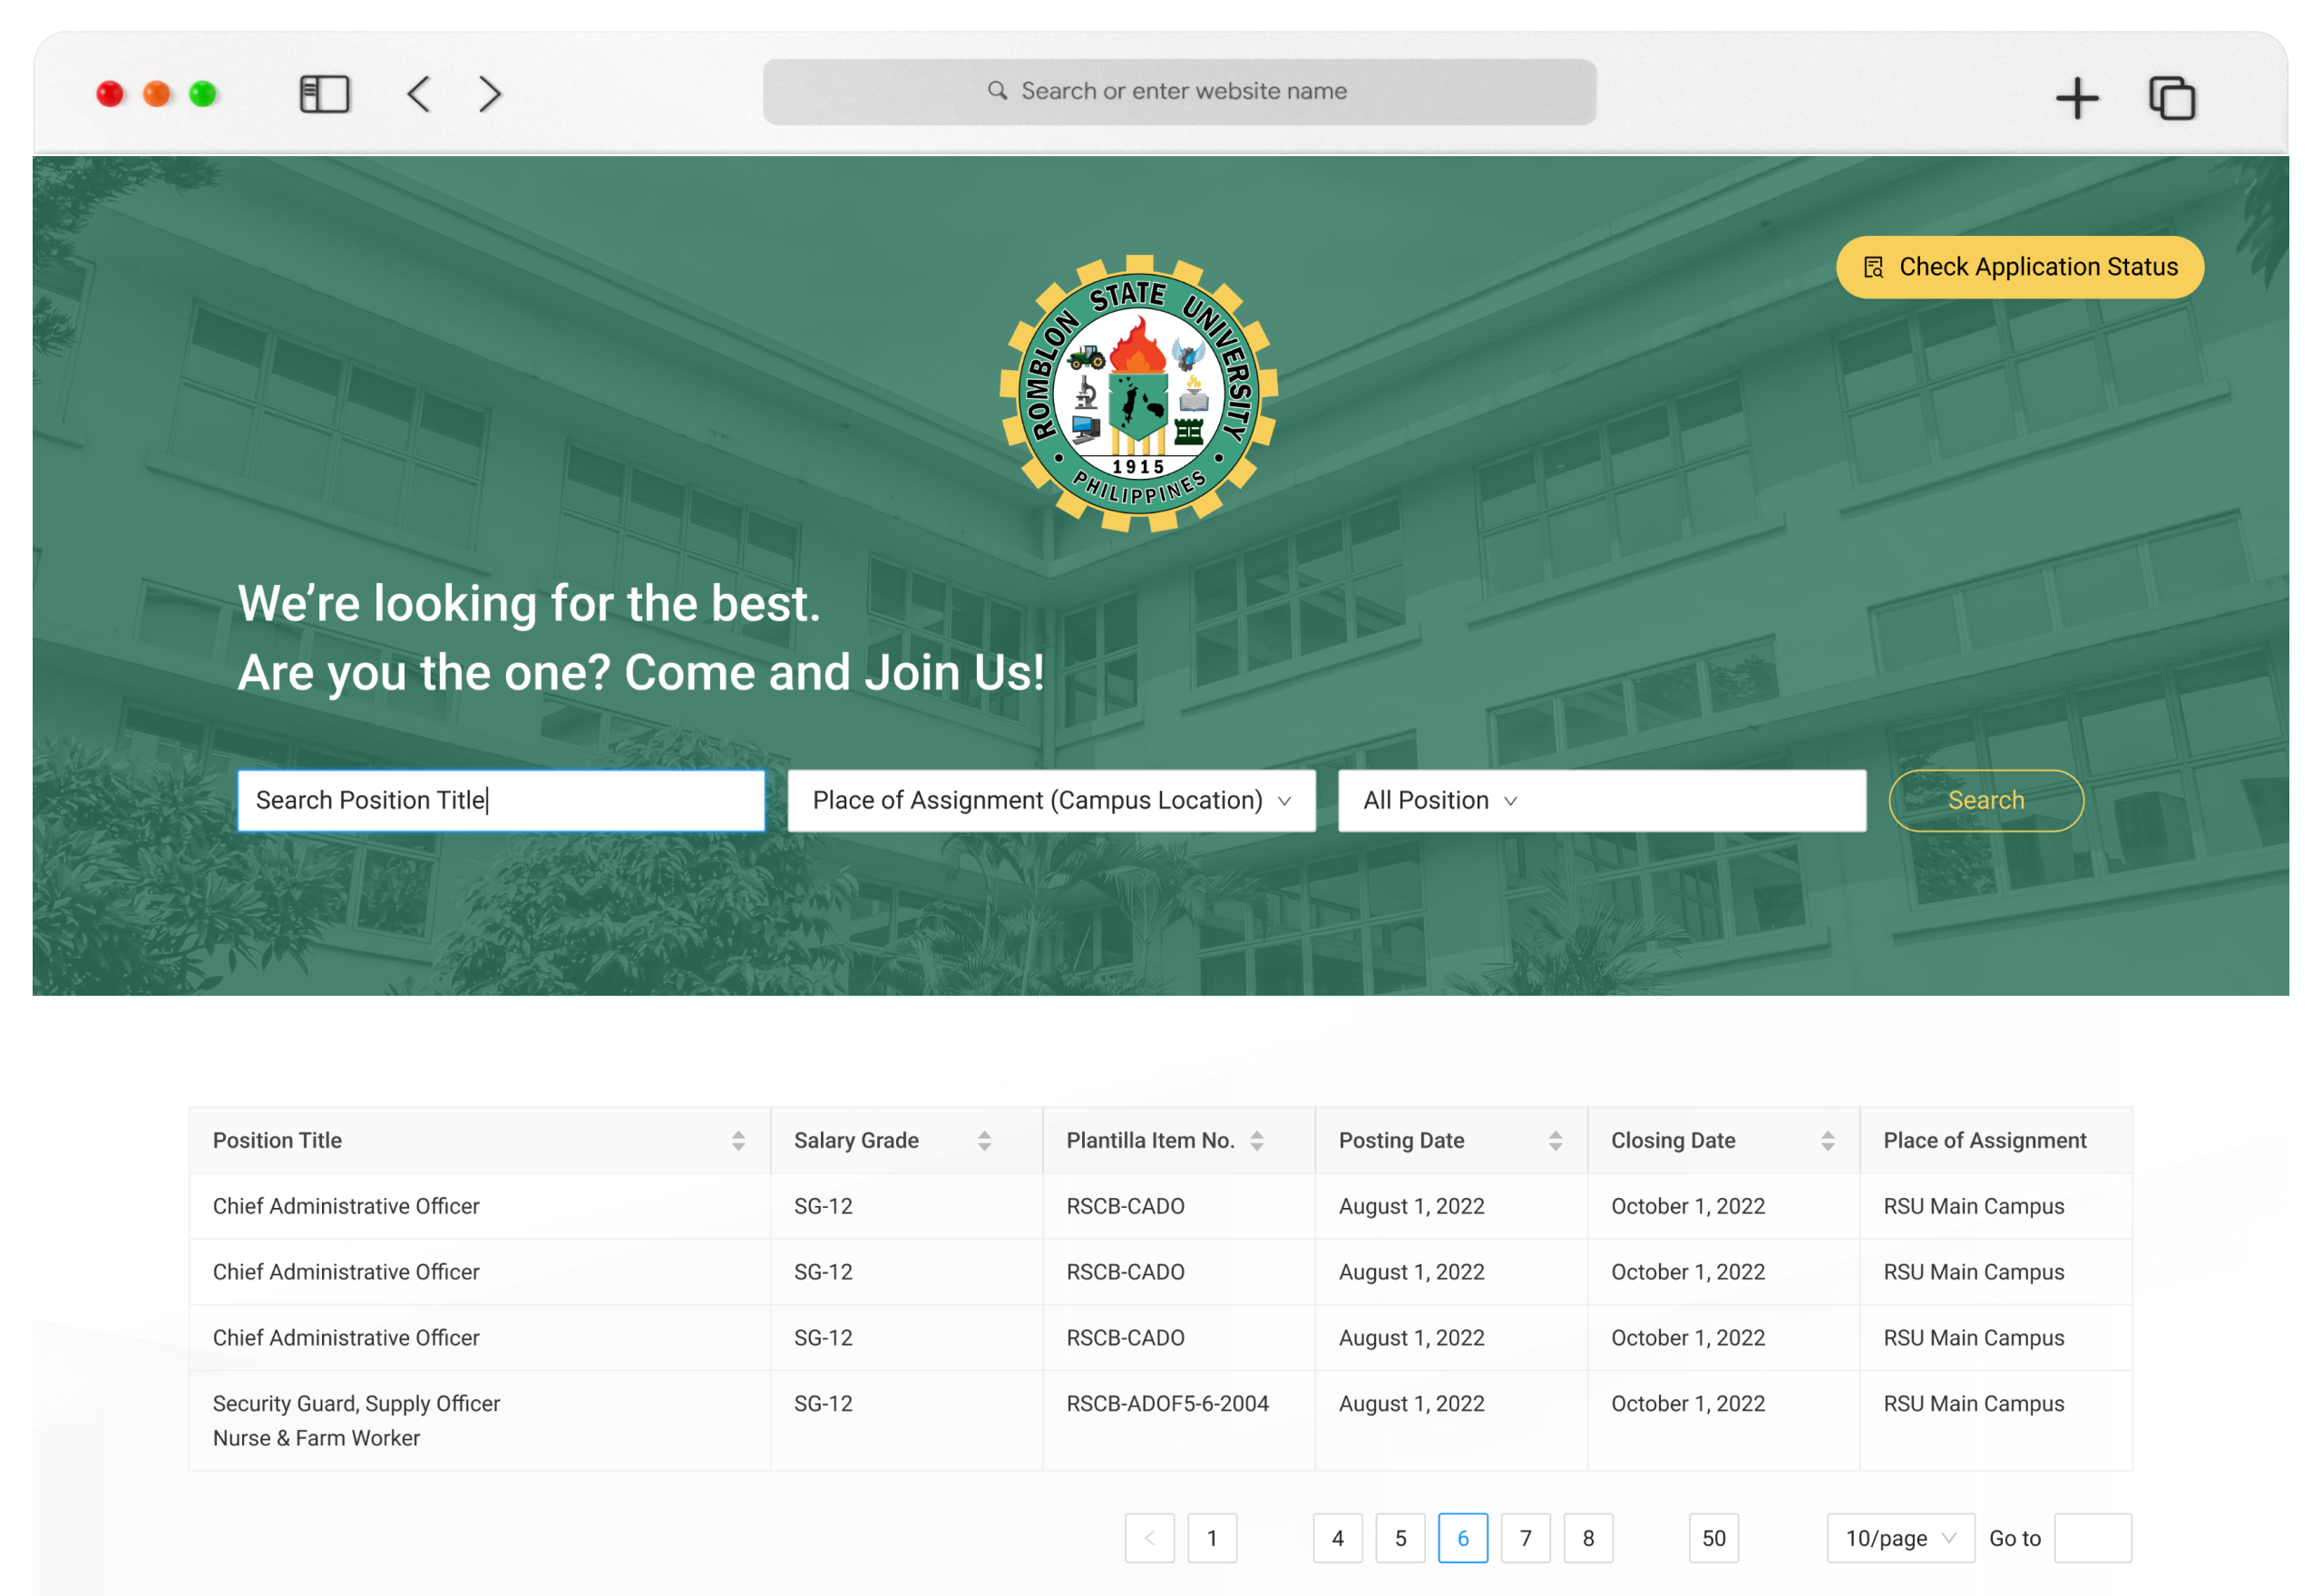 Search or enter website name
Check Application Status
ROMBLON STATE UNIVERSITY
1915
PHILIPPINES
We’re looking for the best.
Are you the one? Come and Join Us!
Search Position Title
Place of Assignment (Campus Location)
All Position
Search
Position Title Salary Grade Plantilla Item No. Posting Date Closing Date Place of Assignment
Chief Administrative Officer SG-12 RSCB-CADO August 1, 2022 October 1, 2022 RSU Main Campus
Chief Administrative Officer SG-12 RSCB-CADO August 1, 2022 October 1, 2022 RSU Main Campus
Chief Administrative Officer SG-12 RSCB-CADO August 1, 2022 October 1, 2022 RSU Main Campus
Security Guard, Supply Officer SG-12 RSCB-ADOF5-6-2004 August 1, 2022 October 1, 2022 RSU Main Campus
Nurse & Farm Worker
1 4 5 6 7 8 50 10/page Go to